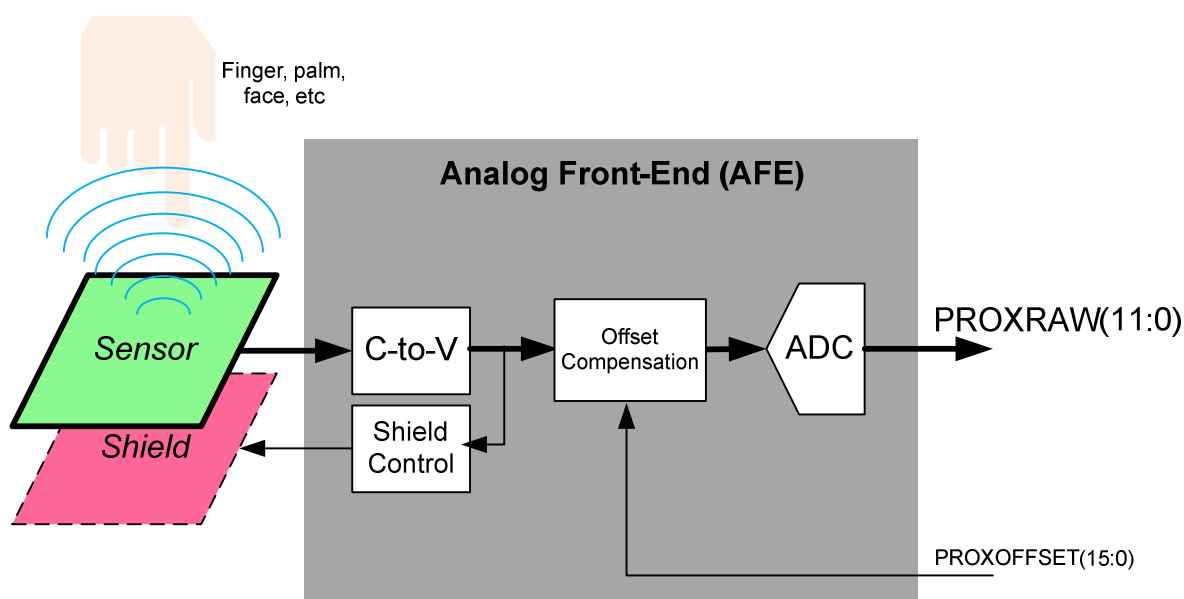 Finger, palm,
face, etc
Analog Front-End (AFE)
Sensor
C-to-V
Offset
Compensation
ADC
PROXRAW(11:0)
Shield
Shield
Control
PROXOFFSET(15:0)